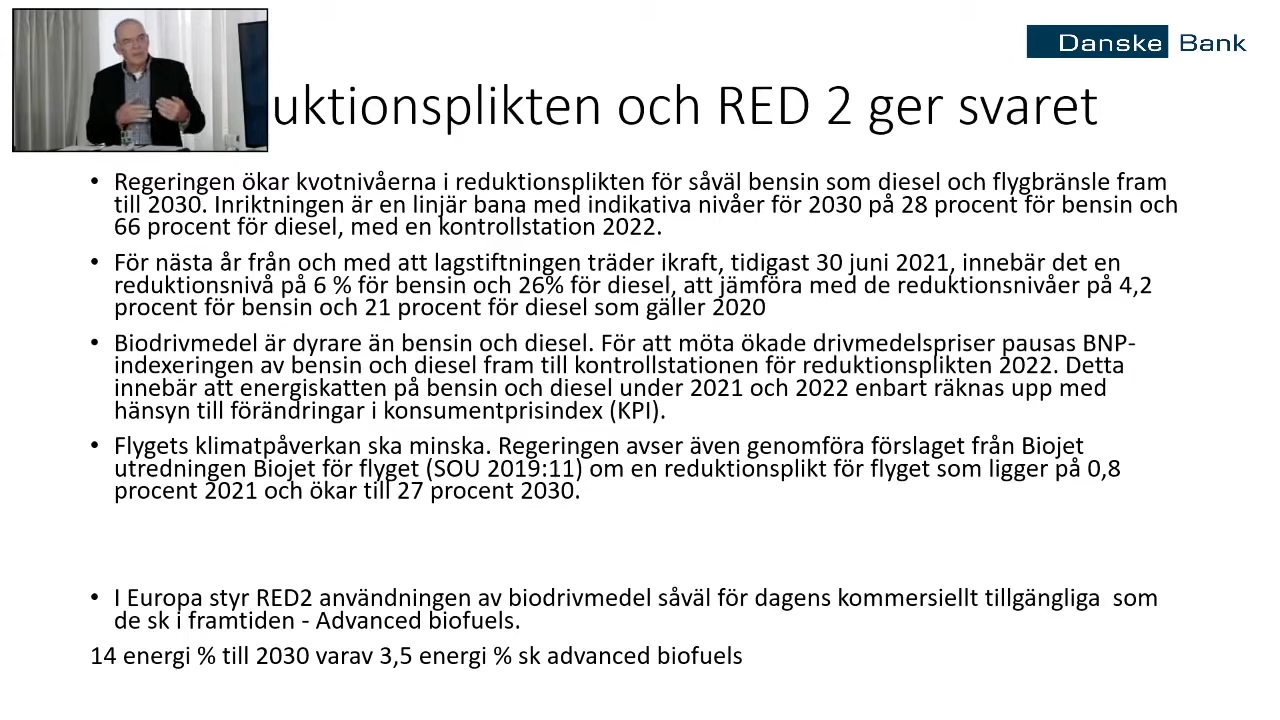 Danske Bank
uktionsplikten och RED 2 ger svaret
• Regeringen ökar kvotnivåerna i reduktionsplikten för såväl bensin som diesel och flygbränsle fram
till 2030. Inriktningen är en linjär bana med indikativa nivåer för 2030 på 28 procent för bensin och
66 procent för diesel, med en kontrollstation 2022.
• För nästa år från och med att lagstiftningen träder ikraft, tidigast 30 juni 2021, innebär det en
reduktionsnivå på 6 % för bensin och 26% för diesel, att jämföra med de reduktionsnivåer på 4,2
procent för bensin och 21 procent för diesel som gäller 2020
• Biodrivmedel är dyrare än bensin och diesel. För att möta ökade drivmedelspriser pausas BNP-
indexeringen av bensin och diesel fram till kontrollstationen för reduktionsplikten 2022. Detta
innebär att energiskatten på bensin och diesel under 2021 och 2022 enbart räknas upp med
hänsyn till förändringar i konsumentprisindex (KPI).
• Flygets klimatpåverkan ska minska. Regeringen avser även genomföra förslaget från Biojet
utredningen Biojet för flyget (SOU 2019:11) om en reduktionsplikt för flyget som ligger på 0,8
procent 2021 och ökar till 27 procent 2030.
• I Europa styr RED2 användningen av biodrivmedel såväl för dagens kommersiellt tillgängliga  som
de sk i framtiden - Advanced biofuels.
14 energi % till 2030 varav 3,5 energi % sk advanced biofuels